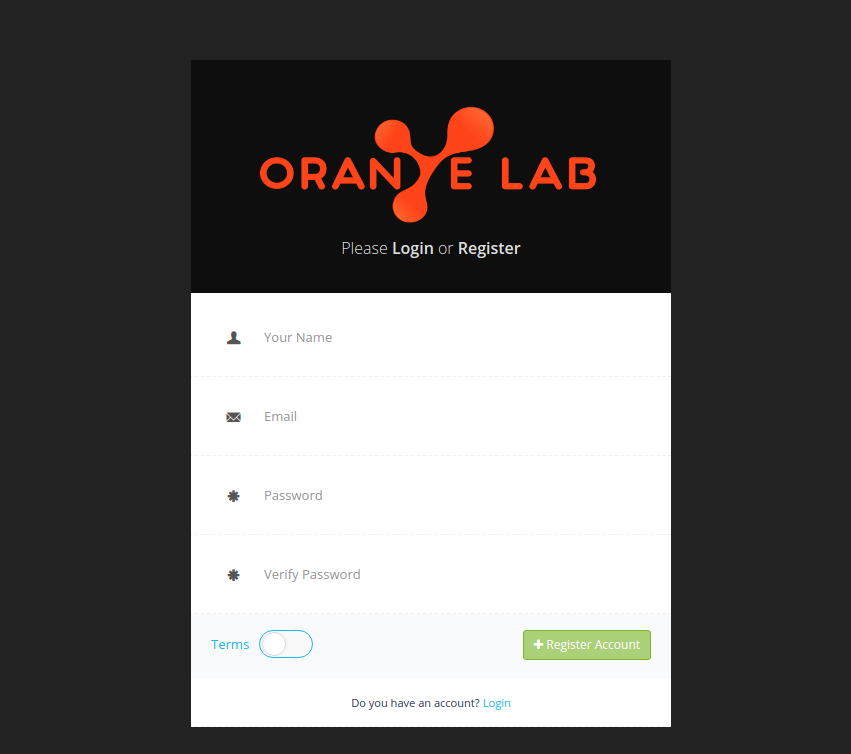 ORANYE LAB
Please Login or Register
Your Name
Email
Password
Verify Password
Terms
Register Account
Do you have an account? Login